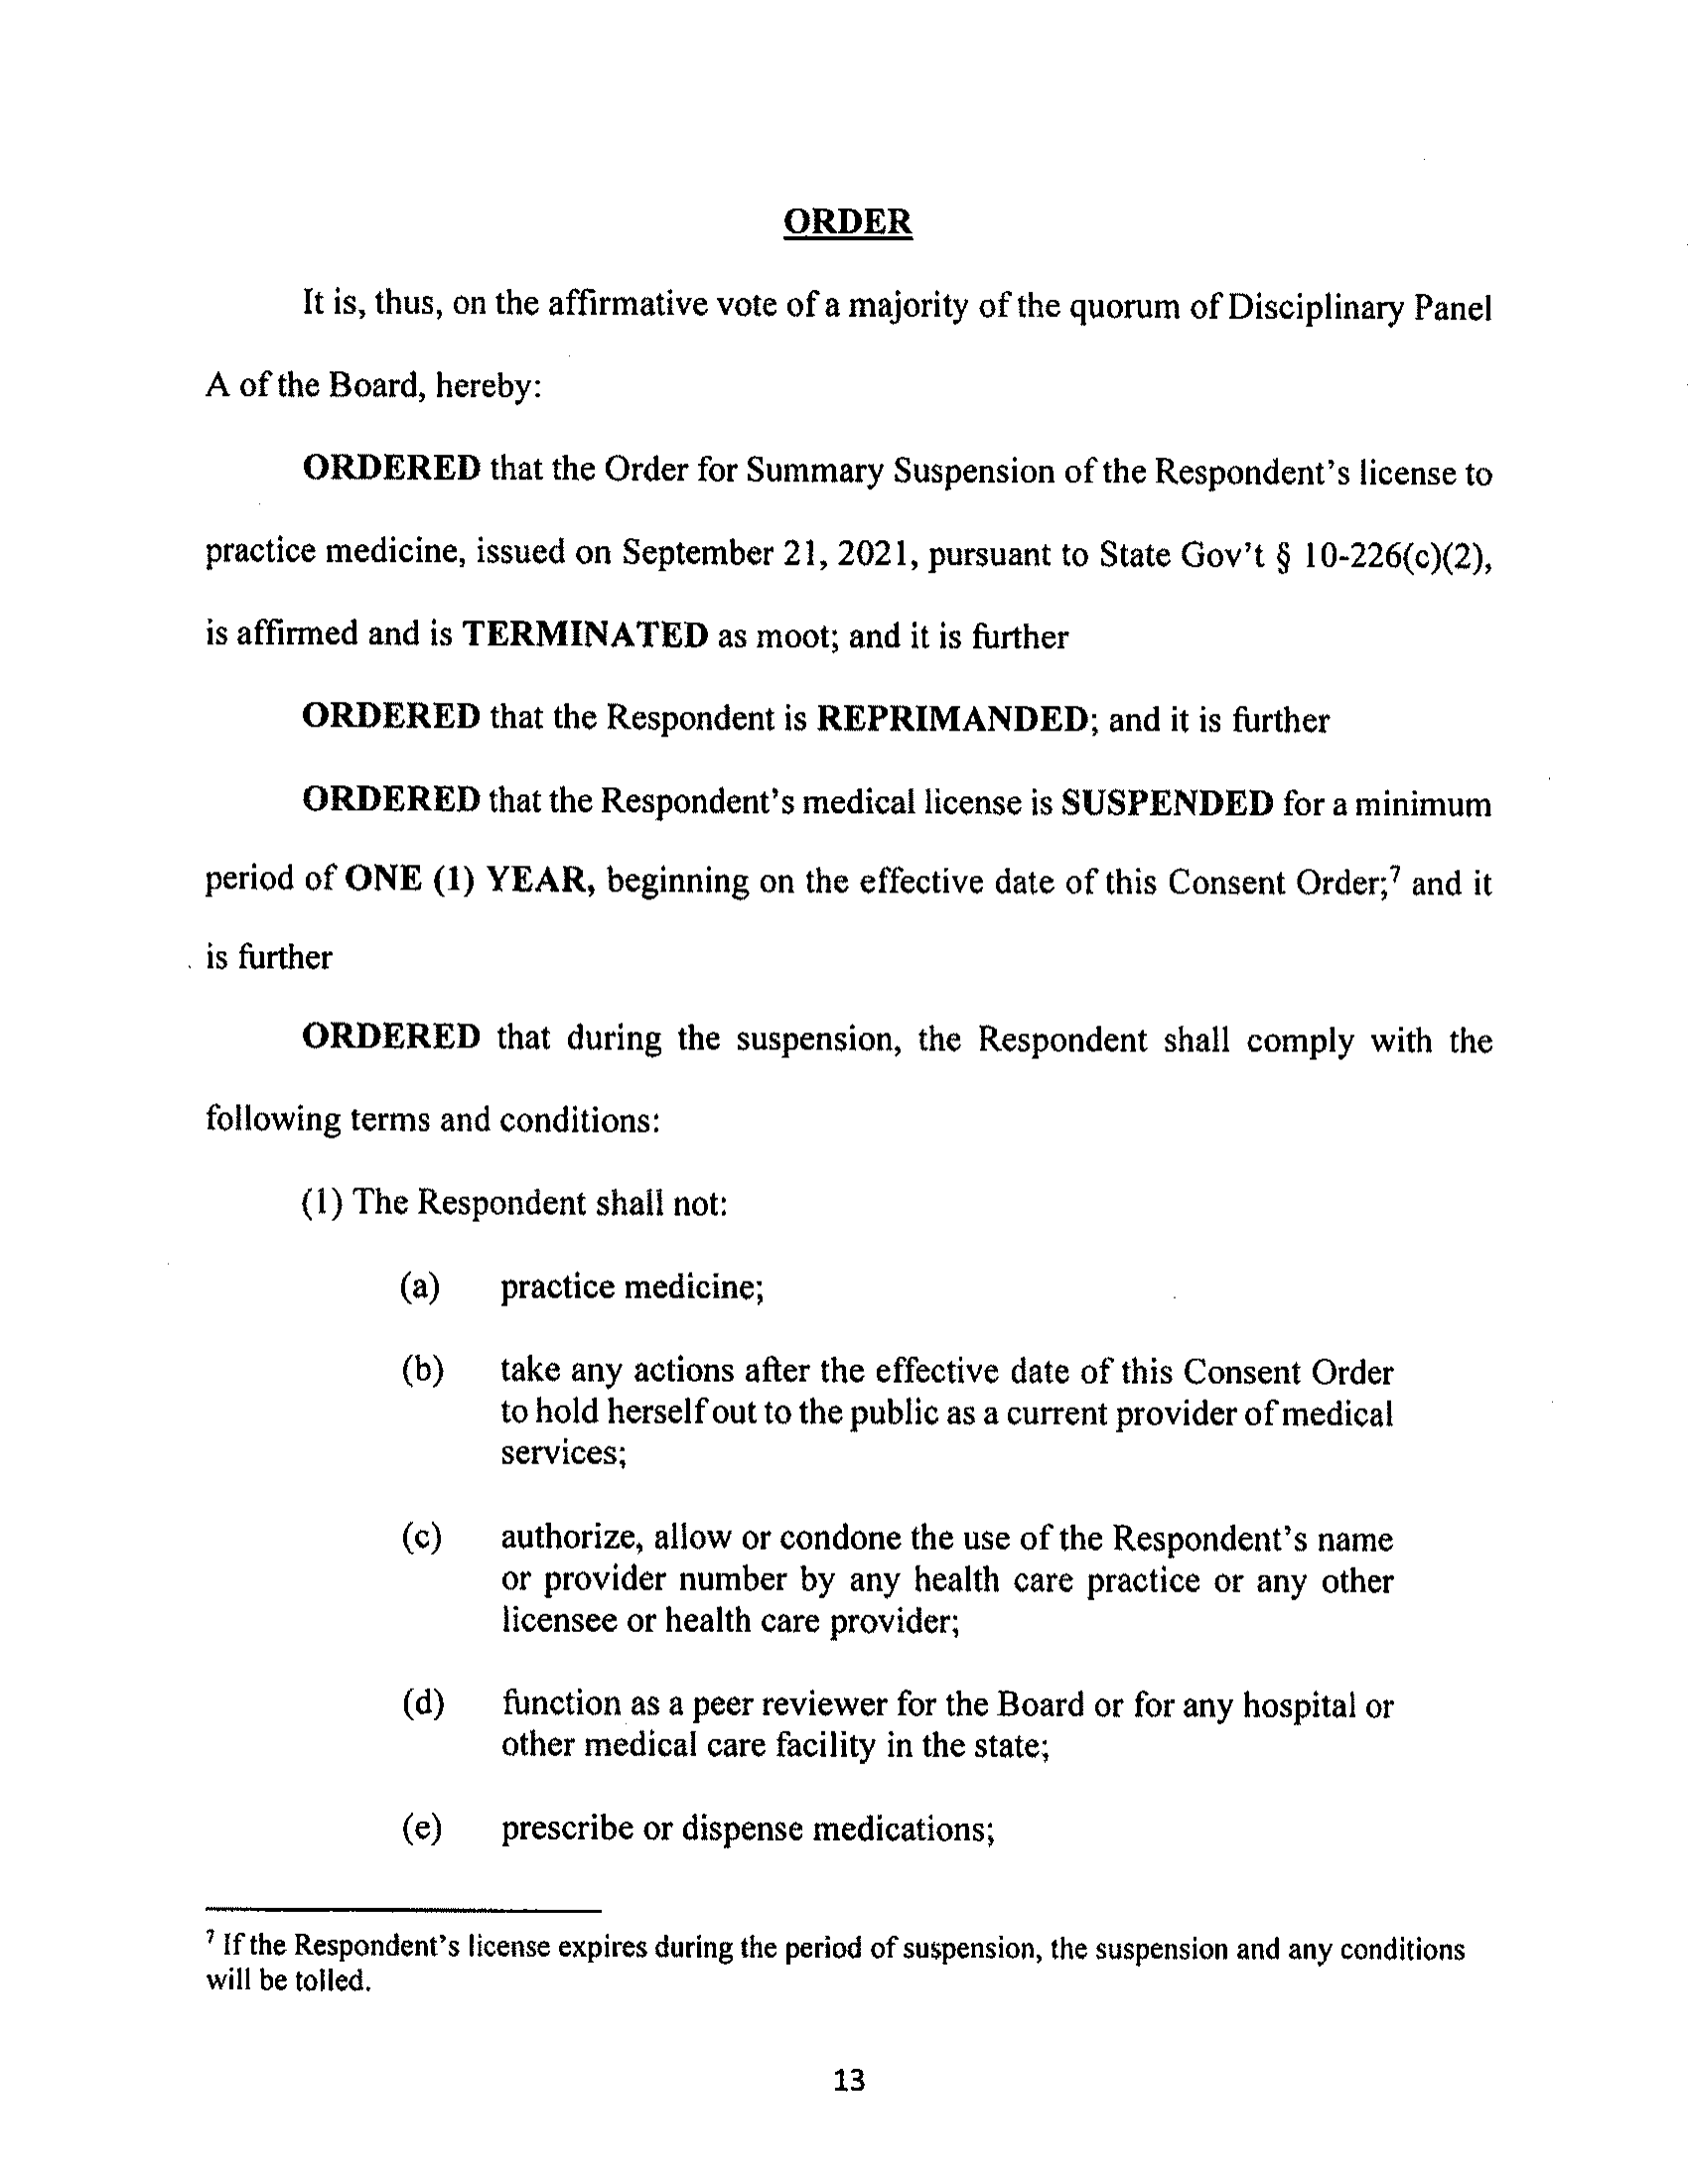 ORDER
It is, thus, on the affirmative vote of a majority of the quorum of Disciplinary Panel
A of the Board, hereby:
ORDERED that the Order for Summary Suspension of the Respondent's license to
practice medicine, issued on September 21, 2021, pursuant to State Gov't § 10-226(c)(2),
is affirmed and is TERMINATED as moot; and it is further
ORDERED that the Respondent is REPRIMANDED; and it is further
ORDERED that the Respondent's medical license is SUSPENDED for a minimum
period of ONE (1) YEAR, beginning on the effective date of this Consent Order;⁷ and it
is further
ORDERED that during the suspension, the Respondent shall comply with the
following terms and conditions:
(1) The Respondent shall not:
(a) practice medicine;
(b) take any actions after the effective date of this Consent Order
to hold herself out to the public as a current provider of medical
services;
(c) authorize, allow or condone the use of the Respondent's name
or provider number by any health care practice or any other
licensee or health care provider;
(d) function as a peer reviewer for the Board or for any hospital or
other medical care facility in the state;
(e) prescribe or dispense medications;
⁷ If the Respondent's license expires during the period of suspension, the suspension and any conditions
will be tolled.
13